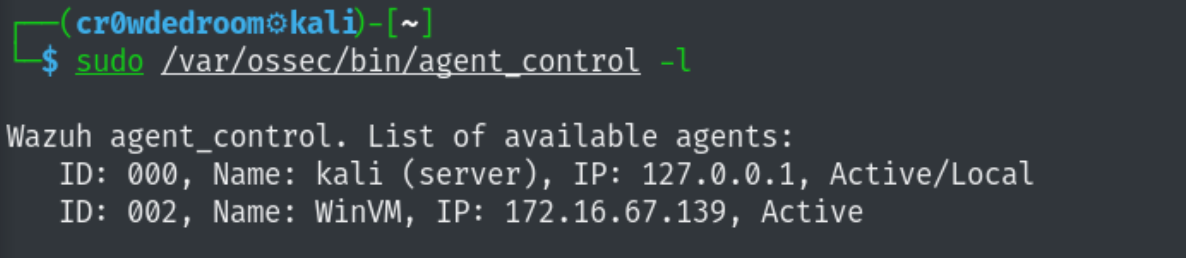 ┌──(cr0wdedroom⚙kali)-[~]
└─$ sudo /var/ossec/bin/agent_control -l
Wazuh agent_control. List of available agents:
ID: 000, Name: kali (server), IP: 127.0.0.1, Active/Local
ID: 002, Name: WinVM, IP: 172.16.67.139, Active